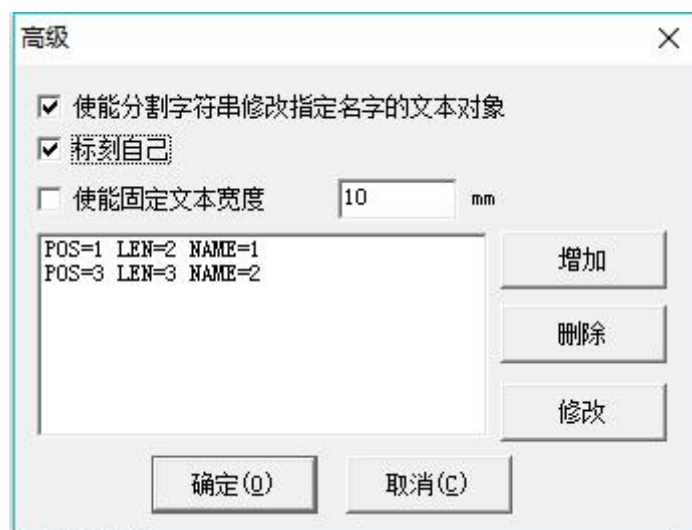 高级
使能分割字符串修改指定名字的文本对象
标刻自己
使能固定文本宽度 10 mm
POS=1 LEN=2 NAME=1
POS=3 LEN=3 NAME=2
增加
删除
修改
确定(O) 取消(C)